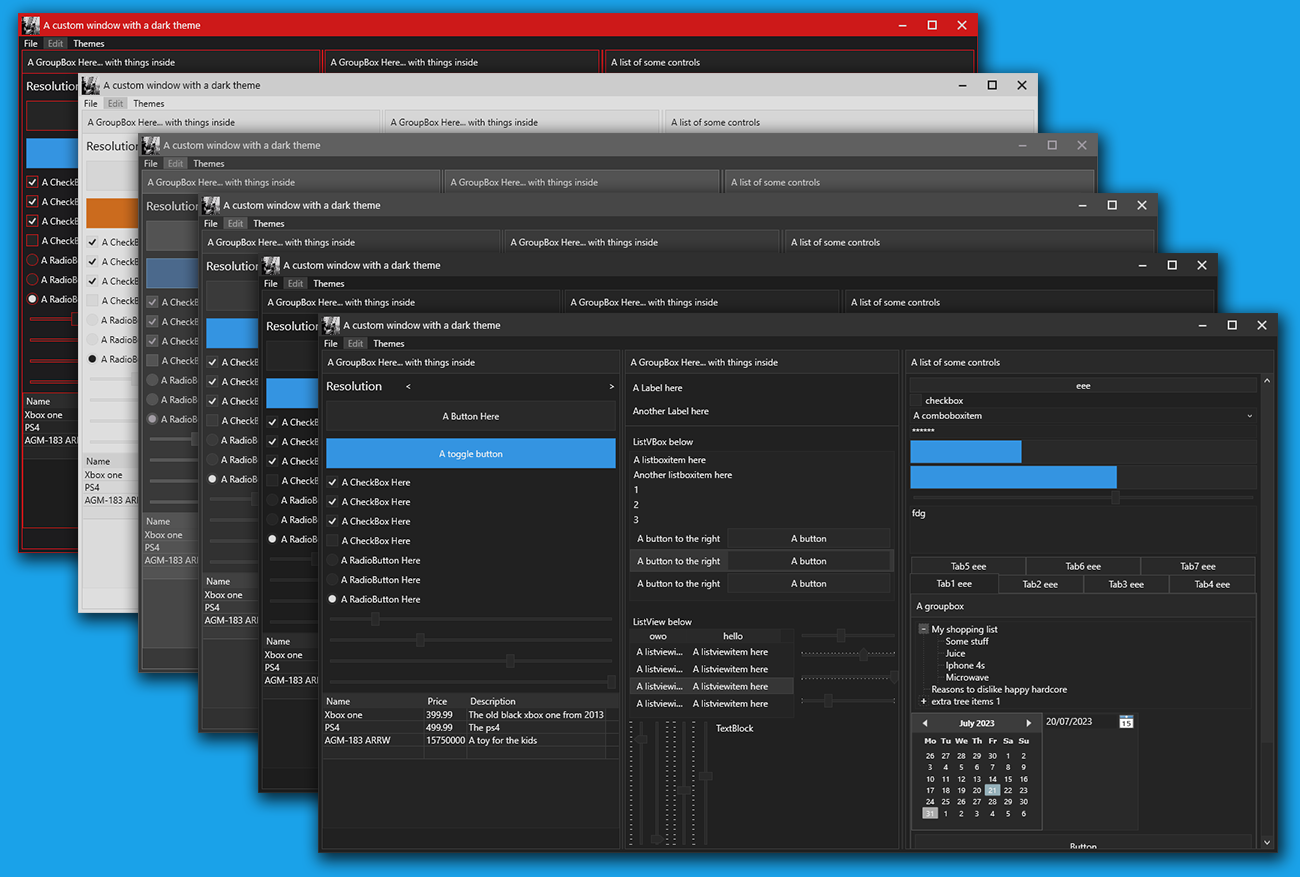 A custom window with a dark theme
File Edit Themes
A GroupBox Here... with things inside
A GroupBox Here... with things inside
A list of some controls
Resolution
A CheckB
A CheckB
A CheckB
A CheckB
A RadioB
A RadioB
A RadioB
Name
Xbox one
PS4
AGM-183 AR
A custom window with a dark theme
File Edit Themes
A GroupBox Here... with things inside
A GroupBox Here... with things inside
A list of some controls
Resolution
A CheckB
A CheckB
A CheckB
A CheckB
A RadioB
A RadioB
A RadioB
Name
Xbox one
PS4
AGM-183 ARR
A custom window with a dark theme
File Edit Themes
A GroupBox Here... with things inside
A GroupBox Here... with things inside
A list of some controls
Resolution
A CheckB
A CheckB
A CheckB
A CheckB
A RadioB
A RadioB
A RadioB
Name
Xbox one
PS4
AGM-183 ARR
A custom window with a dark theme
File Edit Themes
A GroupBox Here... with things inside
A GroupBox Here... with things inside
A list of some controls
Resolution
A CheckB
A CheckB
A CheckB
A CheckB
A RadioB
A RadioB
A RadioB
Name
Xbox one
PS4
AGM-183 ARR
A custom window with a dark theme
File Edit Themes
A GroupBox Here... with things inside
A GroupBox Here... with things inside
A list of some controls
Resolution
A CheckB
A CheckB
A CheckB
A CheckB
A RadioB
A RadioB
A RadioB
Name
Xbox one
PS4
AGM-183 ARR
A custom window with a dark theme
File Edit Themes
A GroupBox Here... with things inside
Resolution < >
A Button Here
A toggle button
A CheckBox Here
A CheckBox Here
A CheckBox Here
A CheckBox Here
A RadioButton Here
A RadioButton Here
A RadioButton Here
Name Price Description
Xbox one 399.99 The old black xbox one from 2013
PS4 499.99 The ps4
AGM-183 ARRW 15750000 A toy for the kids
A GroupBox Here... with things inside
A Label here
Another Label here
ListVBox below
A listboxitem here
Another listboxitem here
1
2
3
A button to the right A button
A button to the right A button
A button to the right A button
ListView below
owo hello
A listviewi... A listviewitem here
A listviewi... A listviewitem here
A listviewi... A listviewitem here
A listviewi... A listviewitem here
TextBlock
A list of some controls
eee
checkbox
A comboboxitem
******
fdg
Tab5 eee Tab6 eee Tab7 eee
Tab1 eee Tab2 eee Tab3 eee Tab4 eee
A groupbox
My shopping list
Some stuff
Juice
Iphone 4s
Microwave
Reasons to dislike happy hardcore
+ extra tree items 1
July 2023
20/07/2023 15
Mo Tu We Th Fr Sa Su
26 27 28 29 30 1 2
3 4 5 6 7 8 9
10 11 12 13 14 15 16
17 18 19 20 21 22 23
24 25 26 27 28 29 30
31 1 2 3 4 5 6
Button